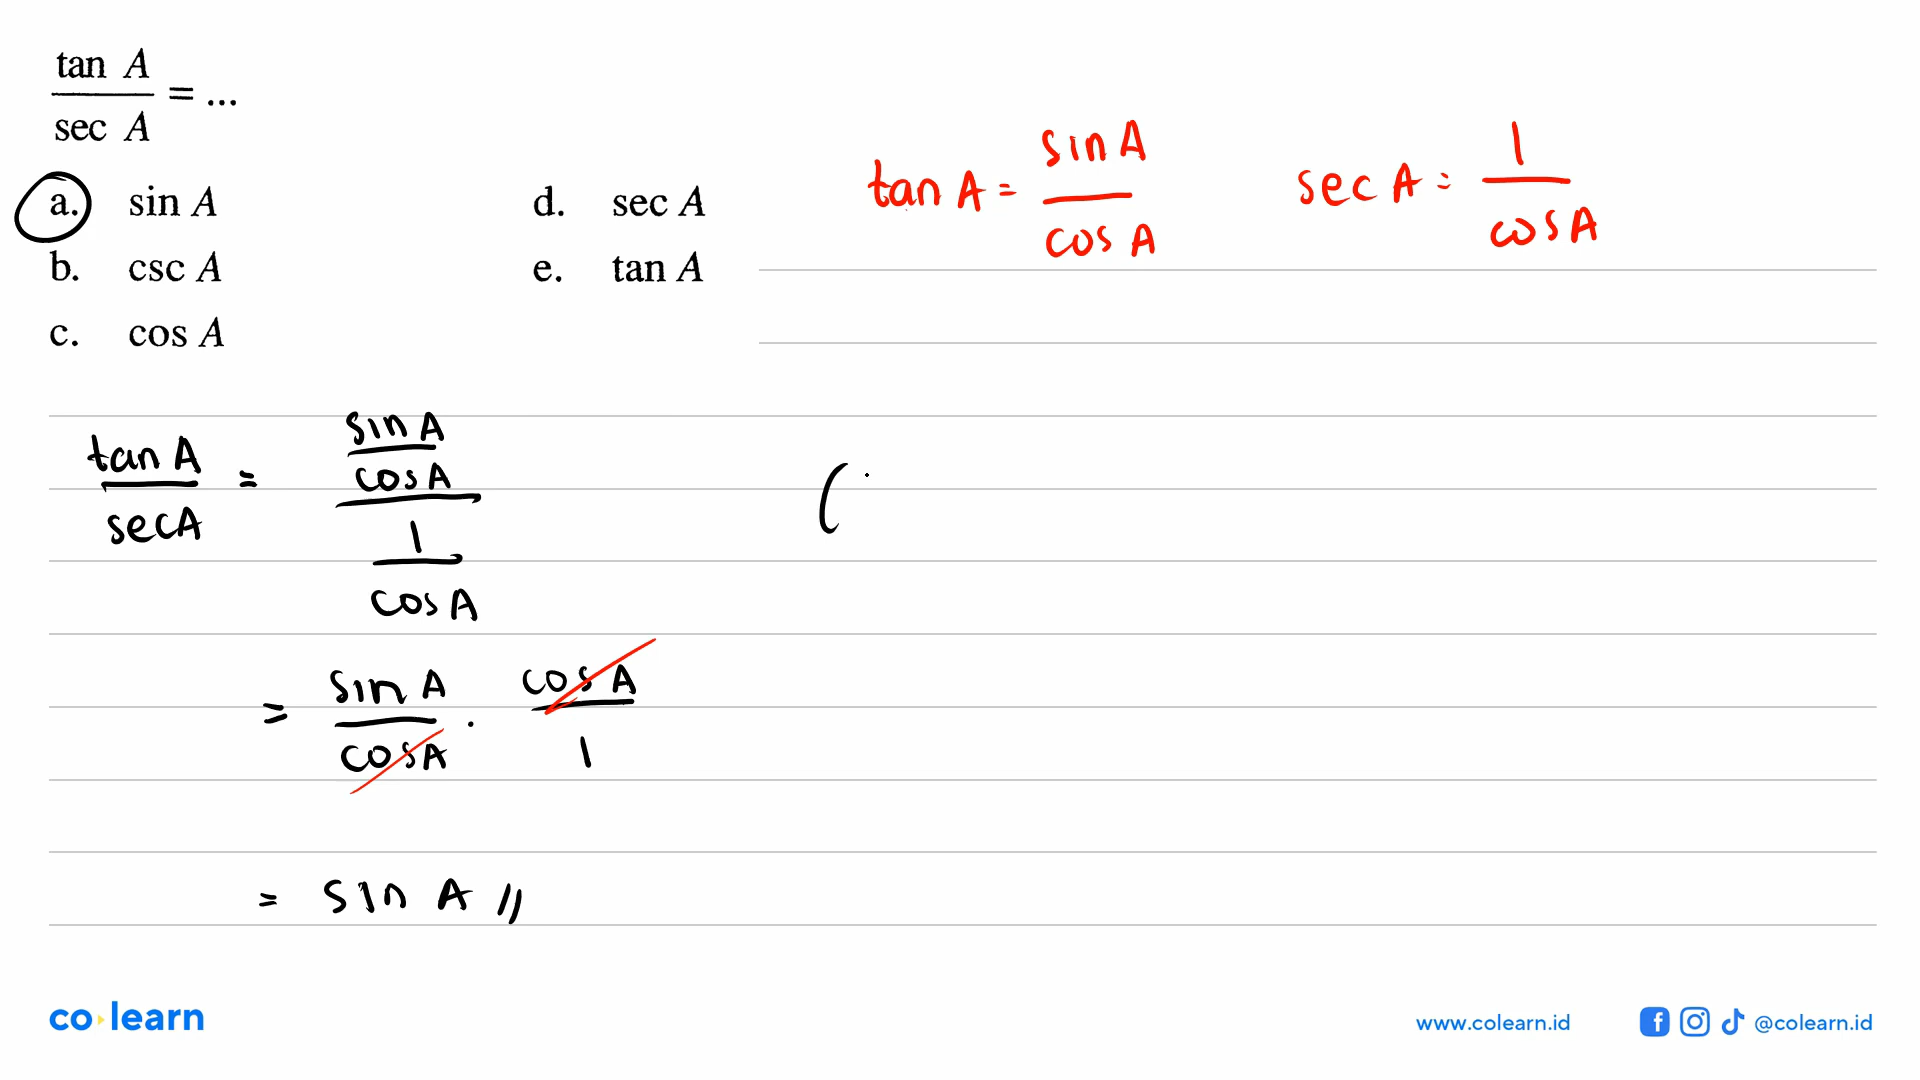 tan A
sec A
= ...
a. sin A
b. csc A
c. cos A
d. sec A
e. tan A
tan A = sin A / cos A
sec A = 1 / cos A
tan A / sec A = (sin A / cos A) / (1 / cos A)
(
= sin A / cos A . cos A / 1
= sin A //
co learn
www.colearn.id
@colearn.id